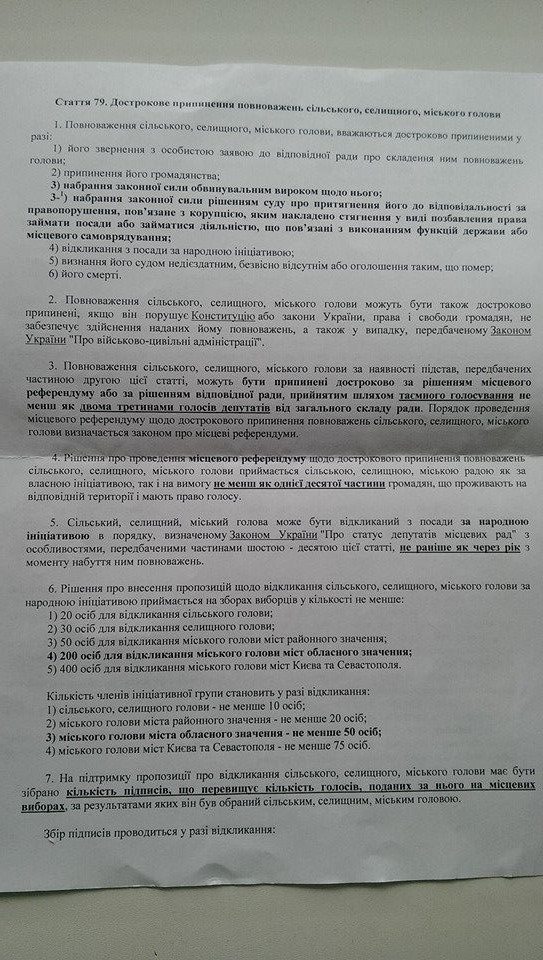 Стаття 79. Дострокове припинення повноважень сільського, селищного, міського голови
1. Повноваження сільського, селищного, міського голови, вважаються достроково припиненими у
разі:
1) його звернення з особистою заявою до відповідної ради про складення ним повноважень
голови;
2) припинення його громадянства;
3) набрання законної сили обвинувальним вироком щодо нього;
3-¹) набрання законної сили рішенням суду про притягнення його до відповідальності за
правопорушення, пов'язане з корупцією, яким накладено стягнення у виді позбавлення права
займати посади або займатися діяльністю, що пов'язані з виконанням функцій держави або
місцевого самоврядування;
4) відкликання з посади за народною ініціативою;
5) визнання його судом недієздатним, безвісно відсутнім або оголошення таким, що помер;
6) його смерті.
2. Повноваження сільського, селищного, міського голови можуть бути також достроково
припинені, якщо він порушує Конституцію або закони України, права і свободи громадян, не
забезпечує здійснення наданих йому повноважень, а також у випадку, передбаченому Законом
України "Про військово-цивільні адміністрації".
3. Повноваження сільського, селищного, міського голови за наявності підстав, передбачених
частиною другою цієї статті, можуть бути припинені достроково за рішенням місцевого
референдуму або за рішенням відповідної ради, прийнятим шляхом таємного голосування не
менш як двома третинами голосів депутатів від загального складу ради. Порядок проведення
місцевого референдуму щодо дострокового припинення повноважень сільського, селищного, міського
голови визначається законом про місцеві референдуми.
4. Рішення про проведення місцевого референдуму щодо дострокового припинення повноважень
сільського, селищного, міського голови приймається сільською, селищною, міською радою як за
власною ініціативою, так і на вимогу не менш як однієї десятої частини громадян, що проживають на
відповідній території і мають право голосу.
5. Сільський, селищний, міський голова може бути відкликаний з посади за народною
ініціативою в порядку, визначеному Законом України "Про статус депутатів місцевих рад" з
особливостями, передбаченими частинами шостою - десятою цієї статті, не раніше як через рік з
моменту набуття ним повноважень.
6. Рішення про внесення пропозицій щодо відкликання сільського, селищного, міського голови за
народною ініціативою приймається на зборах виборців у кількості не менше:
1) 20 осіб для відкликання сільського голови;
2) 30 осіб для відкликання селищного голови;
3) 50 осіб для відкликання міського голови міст районного значення;
4) 200 осіб для відкликання міського голови міст обласного значення;
5) 400 осіб для відкликання міського голови міст Києва та Севастополя.
Кількість членів ініціативної групи становить у разі відкликання:
1) сільського, селищного голови - не менше 10 осіб;
2) міського голови міста районного значення - не менше 20 осіб;
3) міського голови міста обласного значення - не менше 50 осіб;
4) міського голови міст Києва та Севастополя - не менше 75 осіб.
7. На підтримку пропозиції про відкликання сільського, селищного, міського голови має бути
зібрано кількість підписів, що перевищує кількість голосів, поданих за нього на місцевих
виборах, за результатами яких він був обраний сільським, селищним, міським головою.
Збір підписів проводиться у разі відкликання: